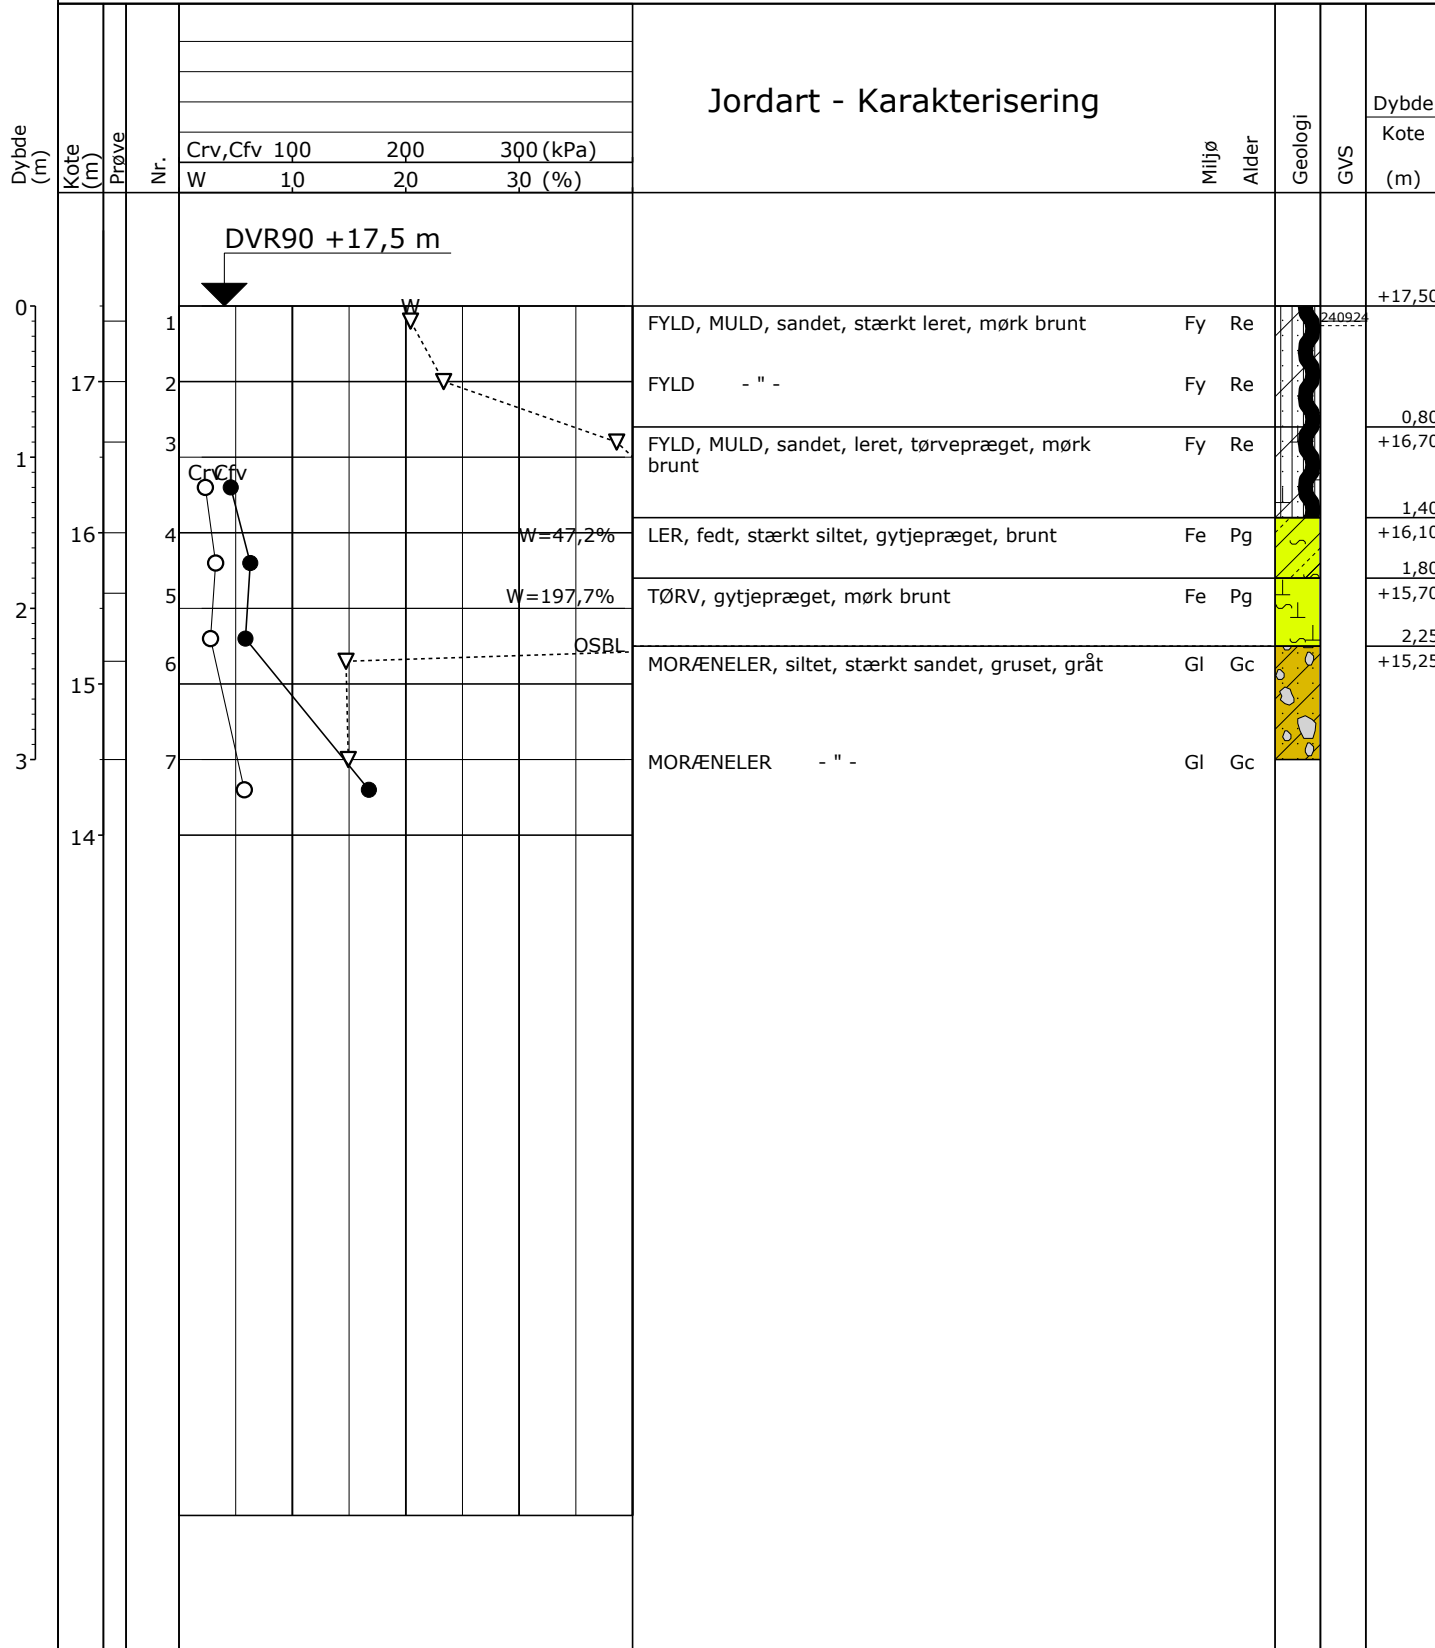 Jordart - Karakterisering
Dybde (m)
Kote (m)
Prøve
Nr.
Crv,Cfv 100 200 300 (kPa)
W 10 20 30 (%)
Miljø
Alder
Geologi
GVS
Dybde
Kote
(m)
DVR90 +17,5 m
0 W +17,50
1 FYLD, MULD, sandet, stærkt leret, mørk brunt Fy Re 240924
17 2 FYLD - " - Fy Re
0,80
3 FYLD, MULD, sandet, leret, tørvepræget, mørk Fy Re +16,70
brunt
1
Crv Cfv
1,40
16 4 W=47,2% LER, fedt, stærkt siltet, gytjepræget, brunt Fe Pg +16,10
1,80
5 W=197,7% TØRV, gytjepræget, mørk brunt Fe Pg +15,70
2
OSBL 2,25
6 MORÆNELER, siltet, stærkt sandet, gruset, gråt Gl Gc +15,25
15
3 7 MORÆNELER - " - Gl Gc
14